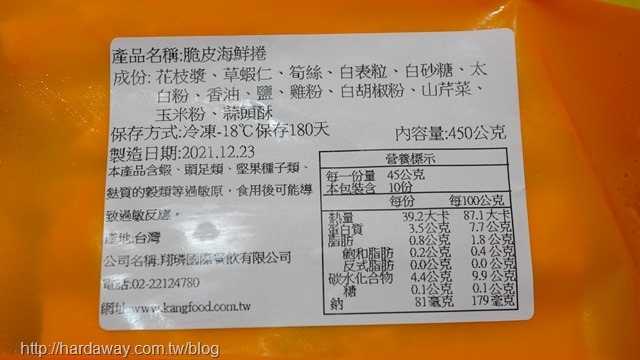 產品名稱:脆皮海鮮捲
成份: 花枝漿、草蝦仁、筍絲、白表粒、白砂糖、太
白粉、香油、鹽、雞粉、白胡椒粉、山芹菜、
玉米粉、蒜頭酥
保存方式:冷凍-18℃保存180天
內容量:450公克
製造日期:2021.12.23
本產品含蝦、頭足類、堅果種子類、
麩質的穀類等過敏原,食用後可能導
致過敏反應。
產地:台灣
公司名稱:翔瑞國際餐飲有限公司
電話:02-22124780
網址:www.kangfood.com.tw
營養標示
每一份量 45公克
本包裝含 10份
每份 每100公克
熱量 39.2大卡 87.1大卡
蛋白質 3.5公克 7.7公克
脂肪 0.8公克 1.8公克
飽和脂肪 0.2公克 0.4公克
反式脂肪 0.0公克 0.0公克
碳水化合物 4.4公克 9.9公克
糖 0.1公克 0.1公克
鈉 81毫克 179毫克
http://hardaway.com.tw/blog